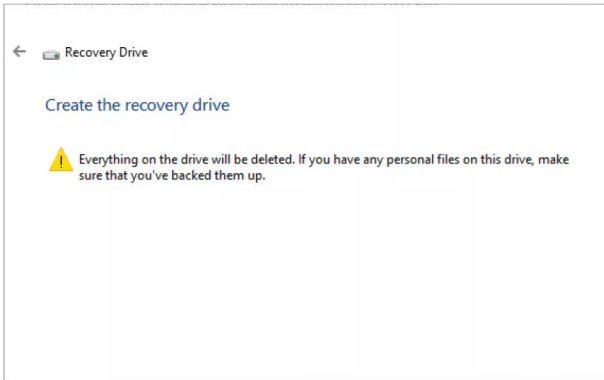 Recovery Drive
Create the recovery drive
Everything on the drive will be deleted. If you have any personal files on this drive, make
sure that you've backed them up.